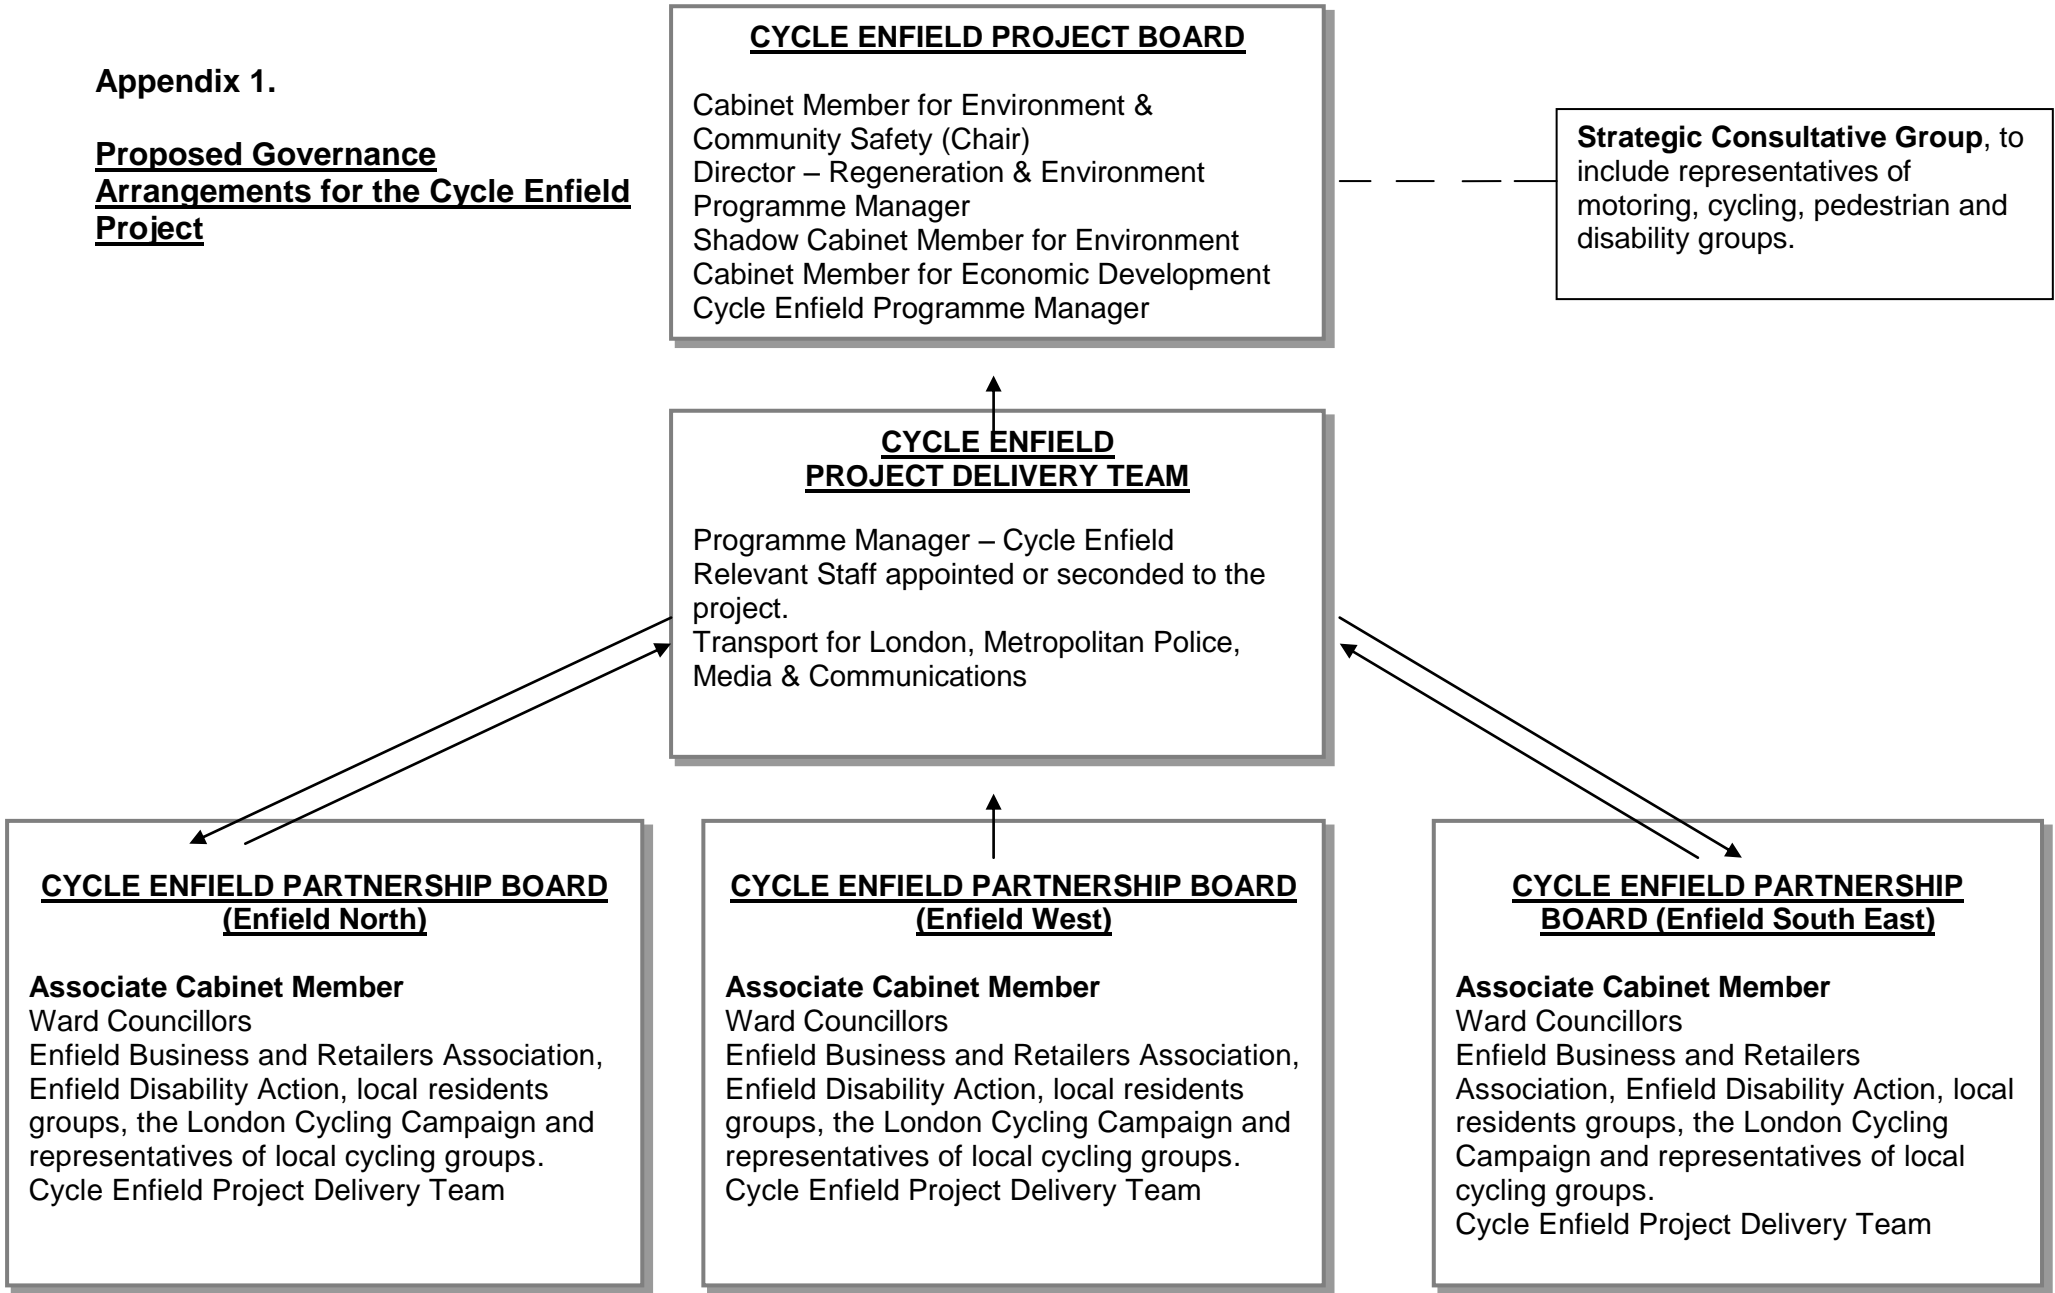 Appendix 1.
Proposed Governance
Arrangements for the Cycle Enfield
Project
CYCLE ENFIELD PROJECT BOARD
Cabinet Member for Environment &
Community Safety (Chair)
Director – Regeneration & Environment
Programme Manager
Shadow Cabinet Member for Environment
Cabinet Member for Economic Development
Cycle Enfield Programme Manager
Strategic Consultative Group, to
include representatives of
motoring, cycling, pedestrian and
disability groups.
CYCLE ENFIELD
PROJECT DELIVERY TEAM
Programme Manager – Cycle Enfield
Relevant Staff appointed or seconded to the
project.
Transport for London, Metropolitan Police,
Media & Communications
CYCLE ENFIELD PARTNERSHIP BOARD
(Enfield North)
Associate Cabinet Member
Ward Councillors
Enfield Business and Retailers Association,
Enfield Disability Action, local residents
groups, the London Cycling Campaign and
representatives of local cycling groups.
Cycle Enfield Project Delivery Team
CYCLE ENFIELD PARTNERSHIP BOARD
(Enfield West)
Associate Cabinet Member
Ward Councillors
Enfield Business and Retailers Association,
Enfield Disability Action, local residents
groups, the London Cycling Campaign and
representatives of local cycling groups.
Cycle Enfield Project Delivery Team
CYCLE ENFIELD PARTNERSHIP
BOARD (Enfield South East)
Associate Cabinet Member
Ward Councillors
Enfield Business and Retailers
Association, Enfield Disability Action, local
residents groups, the London Cycling
Campaign and representatives of local
cycling groups.
Cycle Enfield Project Delivery Team